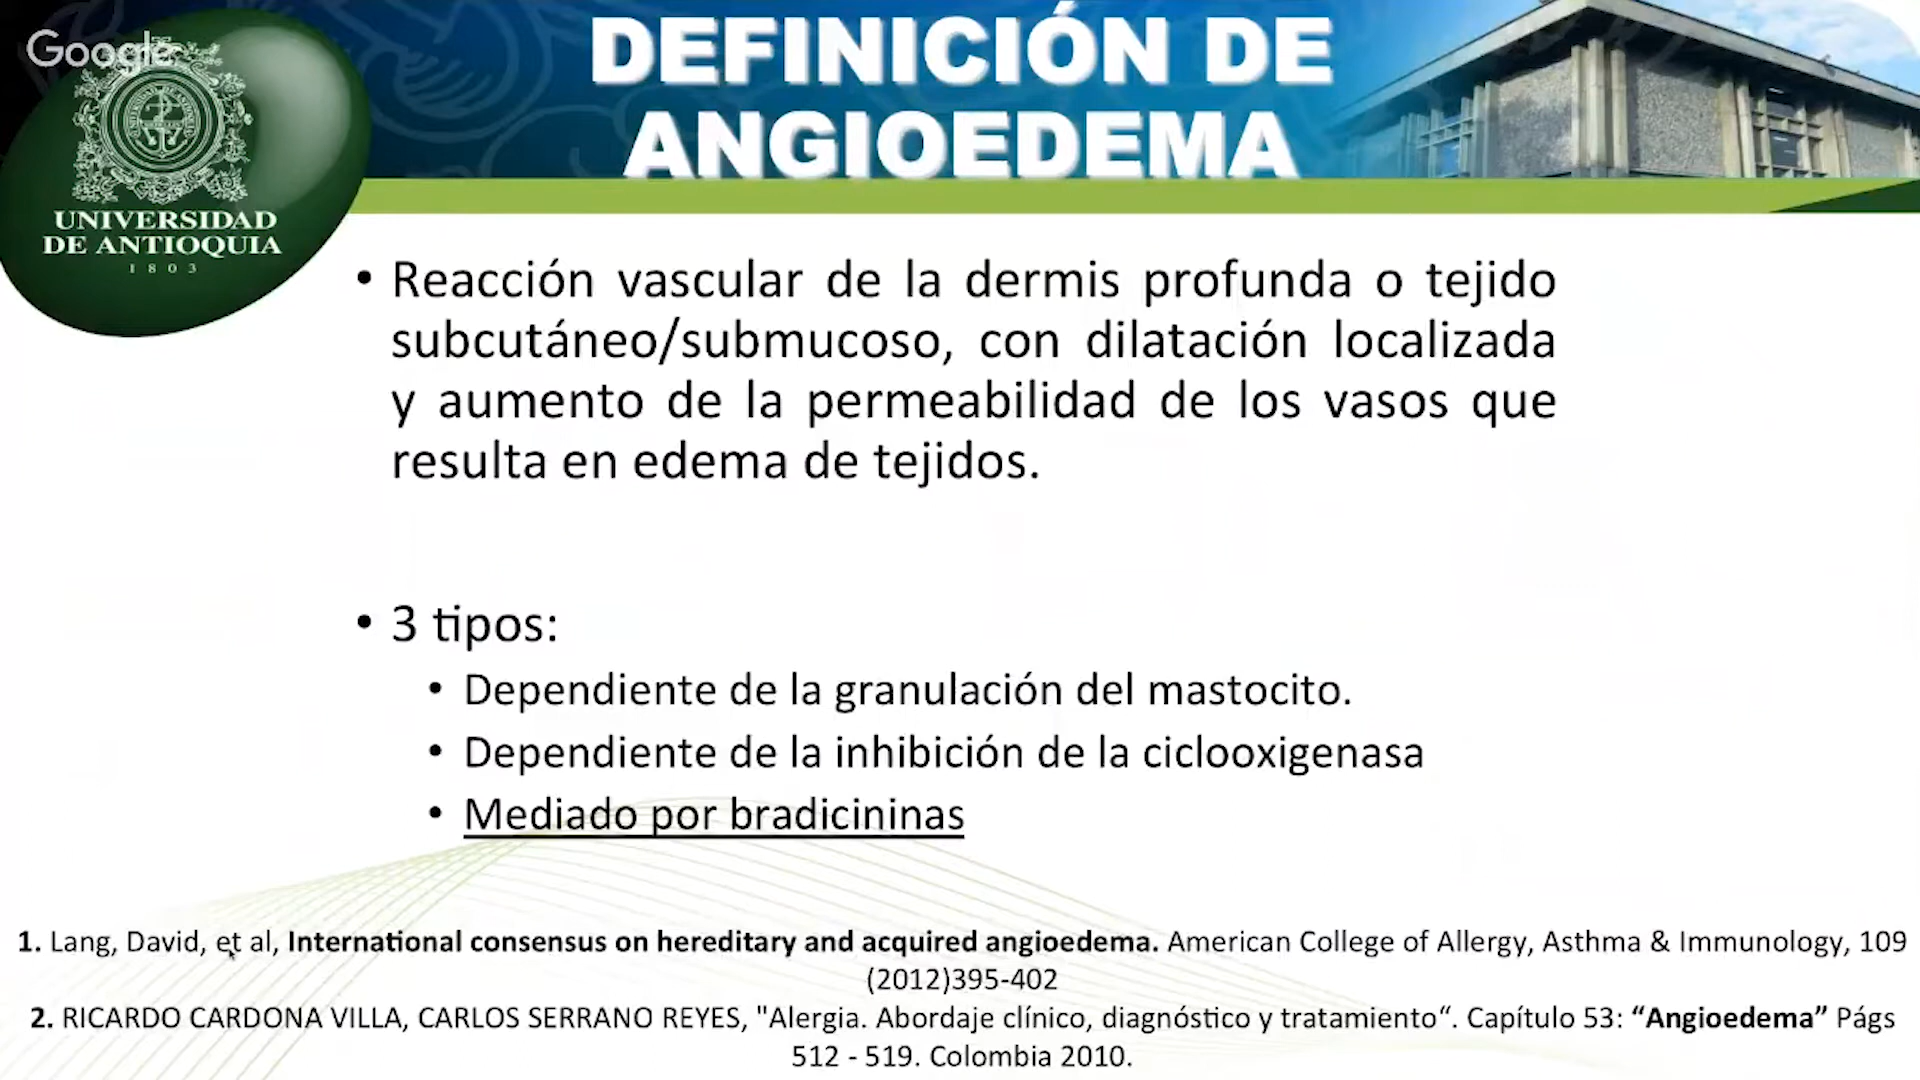 Google
DEFINICIÓN DE
ANGIOEDEMA
UNIVERSIDAD
DE ANTIOQUIA
1803
• Reacción vascular de la dermis profunda o tejido
subcutáneo/submucoso, con dilatación localizada
y aumento de la permeabilidad de los vasos que
resulta en edema de tejidos.
• 3 tipos:
• Dependiente de la granulación del mastocito.
• Dependiente de la inhibición de la ciclooxigenasa
• Mediado por bradicininas
1. Lang, David, et al, International consensus on hereditary and acquired angioedema. American College of Allergy, Asthma & Immunology, 109
(2012)395-402
2. RICARDO CARDONA VILLA, CARLOS SERRANO REYES, "Alergia. Abordaje clínico, diagnóstico y tratamiento“. Capítulo 53: “Angioedema” Págs
512 - 519. Colombia 2010.